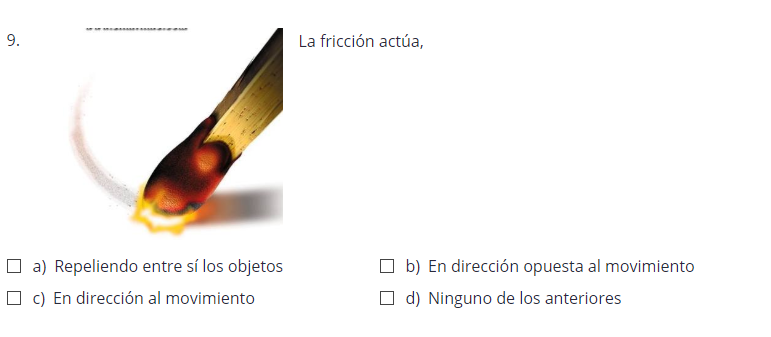 9. La fricción actúa,
a) Repeliendo entre sí los objetos
b) En dirección opuesta al movimiento
c) En dirección al movimiento
d) Ninguno de los anteriores